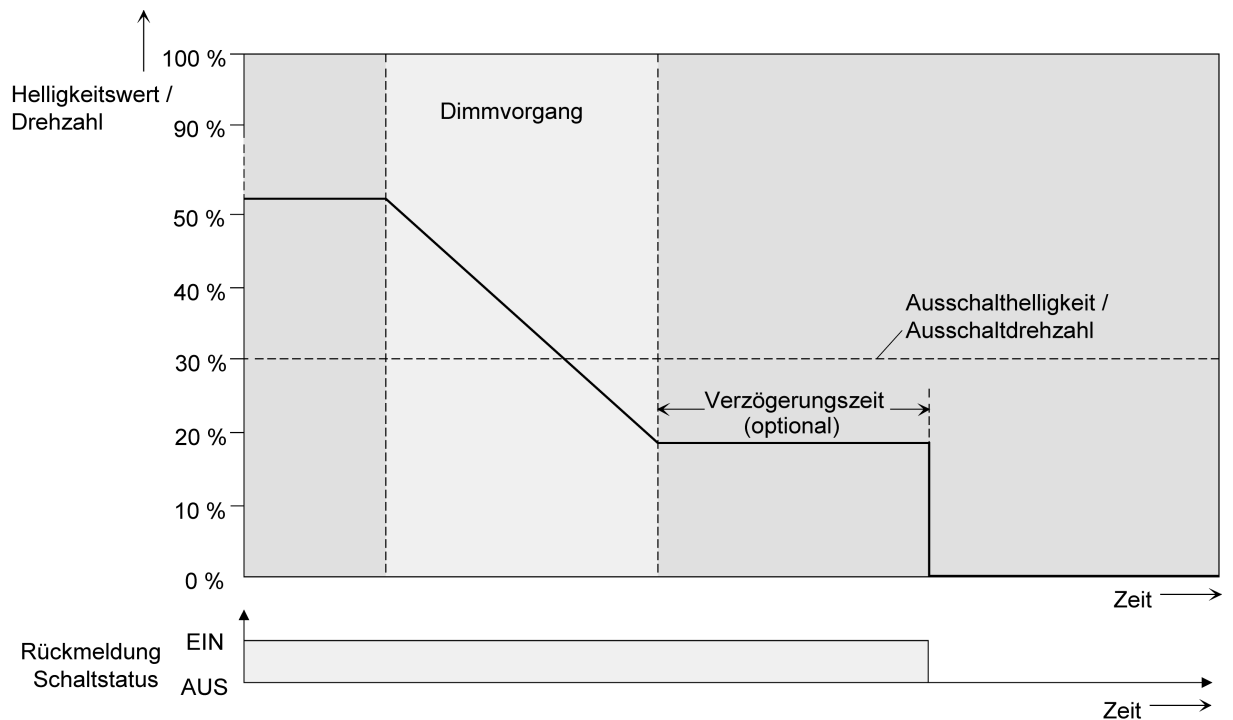 100 %
Helligkeitswert /
Drehzahl
Dimmvorgang
90 %
50 %
40 %
Ausschalthelligkeit /
Ausschaltdrehzahl
30 %
Verzögerungszeit
(optional)
20 %
10 %
0 %
Zeit
EIN
Rückmeldung
Schaltstatus
AUS
Zeit